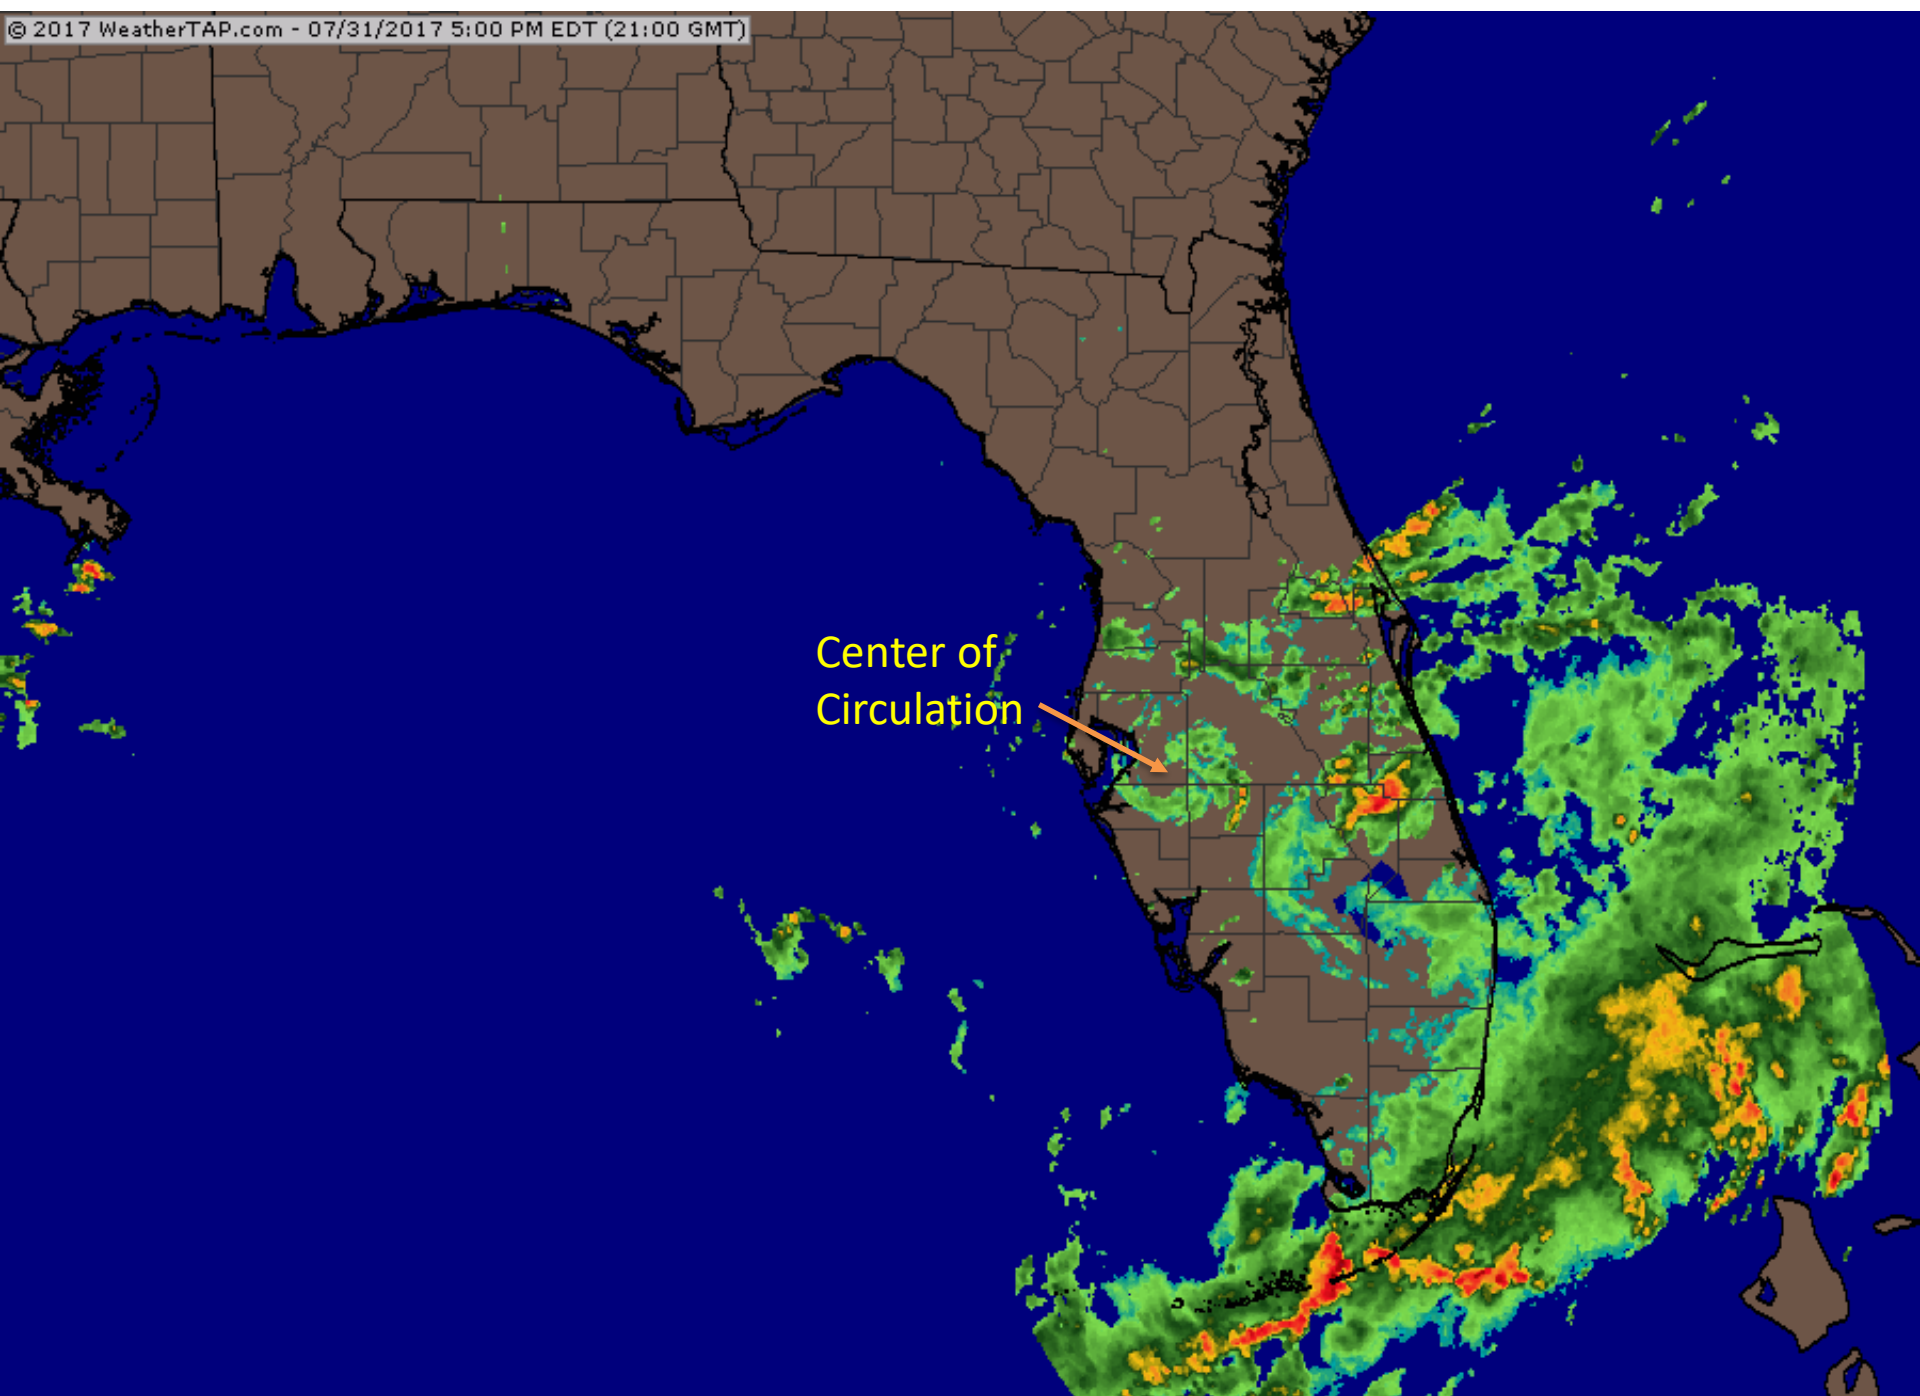 © 2017 WeatherTAP.com - 07/31/2017 5:00 PM EDT (21:00 GMT)
Center of
Circulation